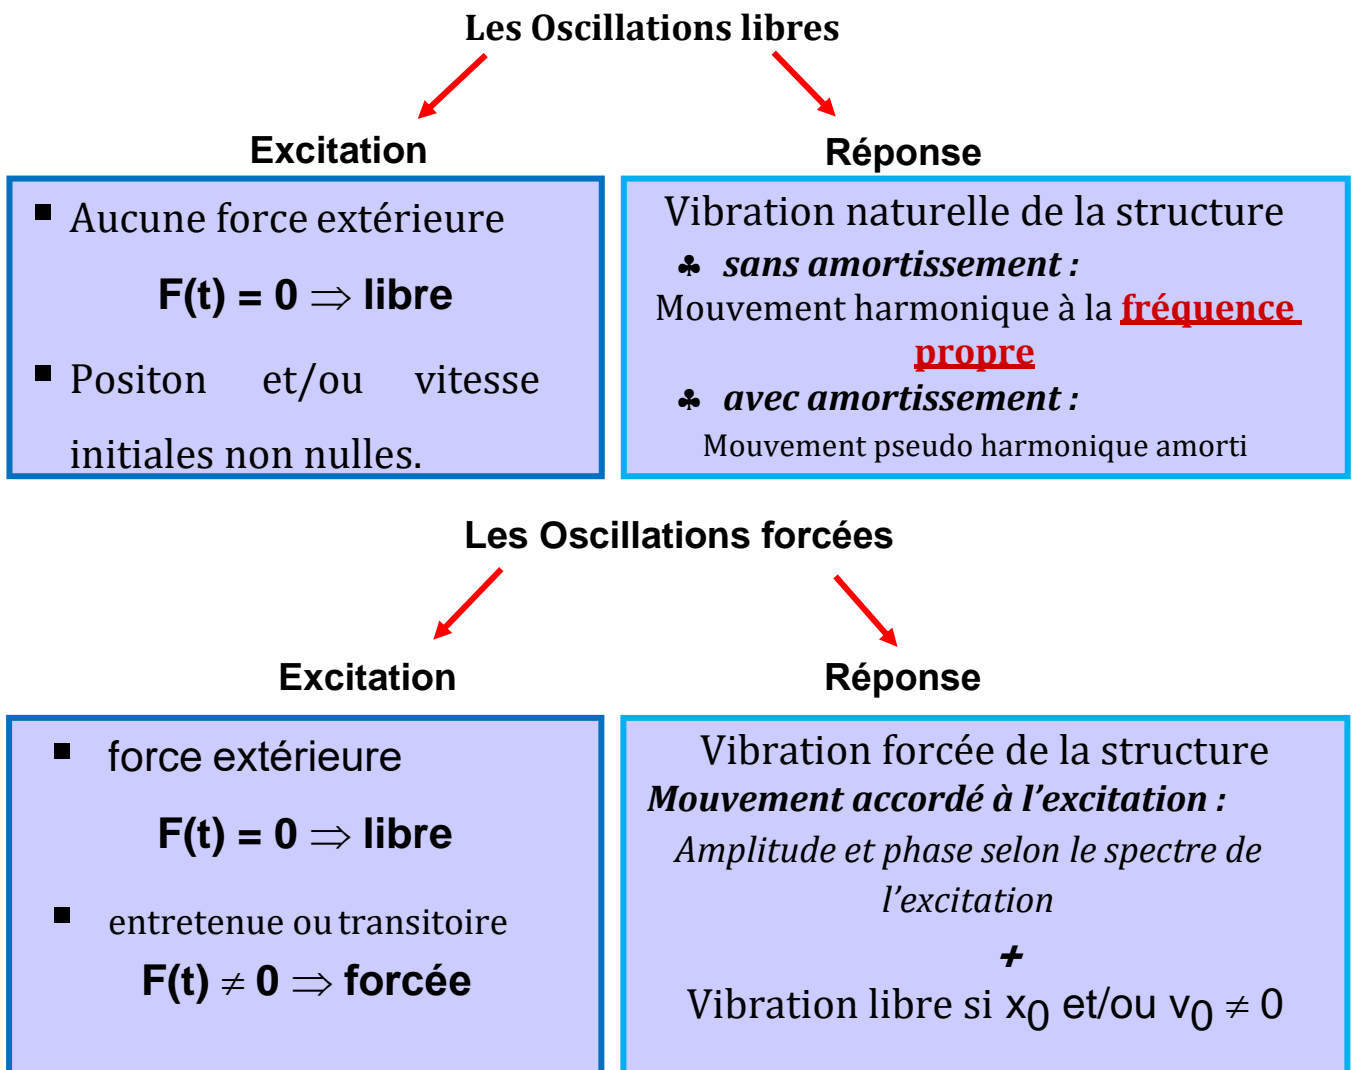 Les Oscillations libres
Excitation
Réponse
▪ Aucune force extérieure
F(t) = 0 ⇒ libre
▪ Positon et/ou vitesse
initiales non nulles.
Vibration naturelle de la structure
♣ sans amortissement :
Mouvement harmonique à la fréquence
propre
♣ avec amortissement :
Mouvement pseudo harmonique amorti
Les Oscillations forcées
Excitation
Réponse
▪ force extérieure
F(t) = 0 ⇒ libre
▪ entretenue ou transitoire
F(t) ≠ 0 ⇒ forcée
Vibration forcée de la structure
Mouvement accordé à l’excitation :
Amplitude et phase selon le spectre de
l’excitation
+
Vibration libre si x0 et/ou v0 ≠ 0